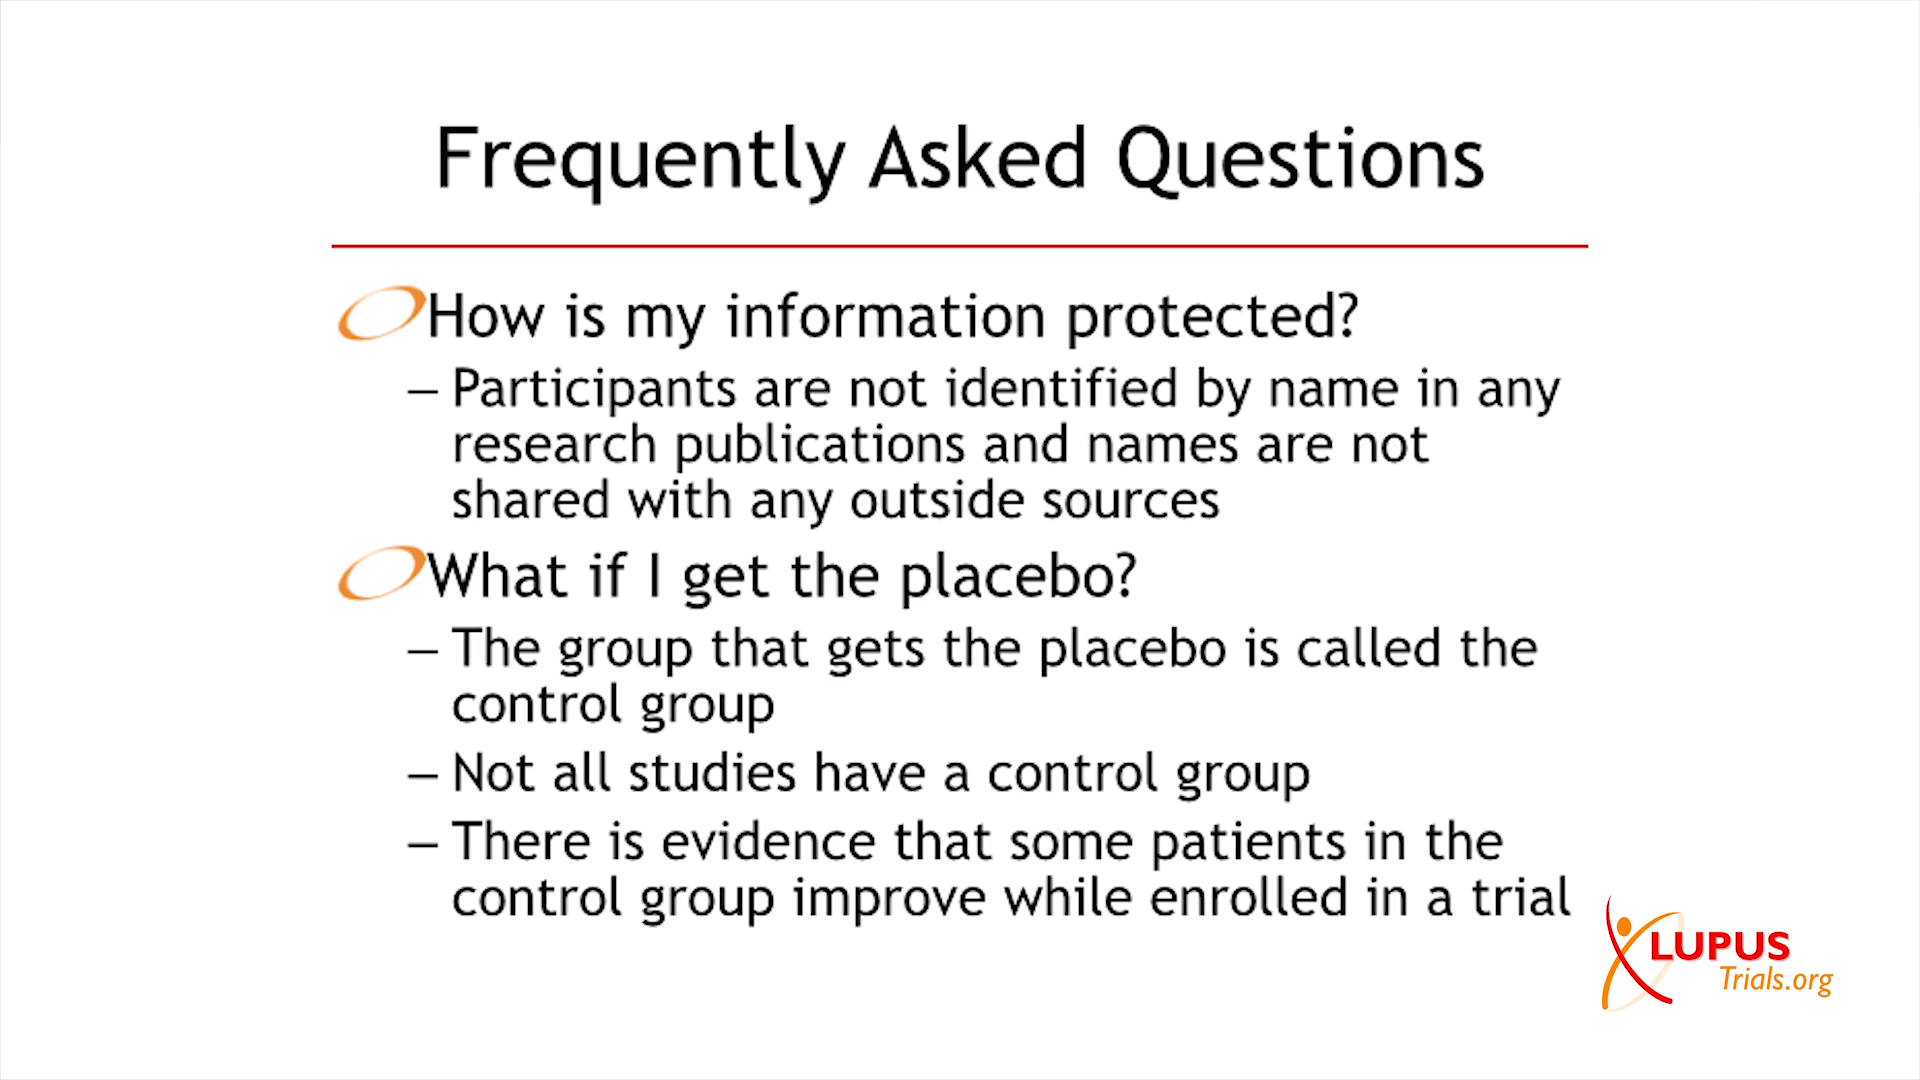 Frequently Asked Questions
How is my information protected?
– Participants are not identified by name in any
research publications and names are not
shared with any outside sources
What if I get the placebo?
– The group that gets the placebo is called the
control group
– Not all studies have a control group
– There is evidence that some patients in the
control group improve while enrolled in a trial
LUPUS
Trials.org